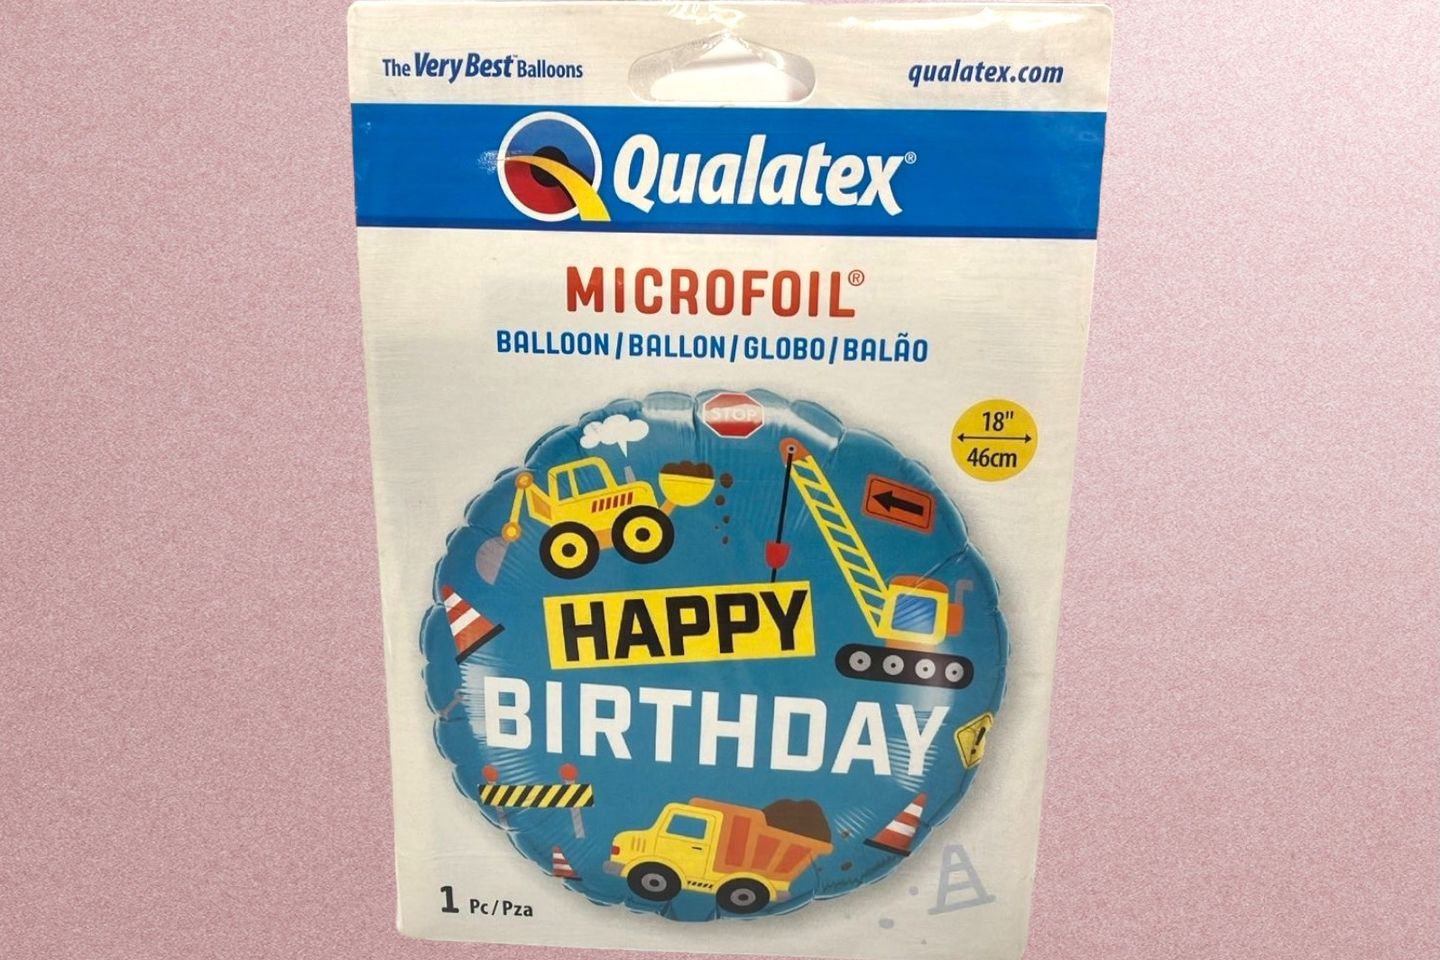 The Very Best™ Balloons
qualatex.com
Qualatex®
MICROFOIL®
BALLOON/BALLON/GLOBO/BALÃO
18"
46cm
STOP
HAPPY
BIRTHDAY
!
1 Pc/Pza